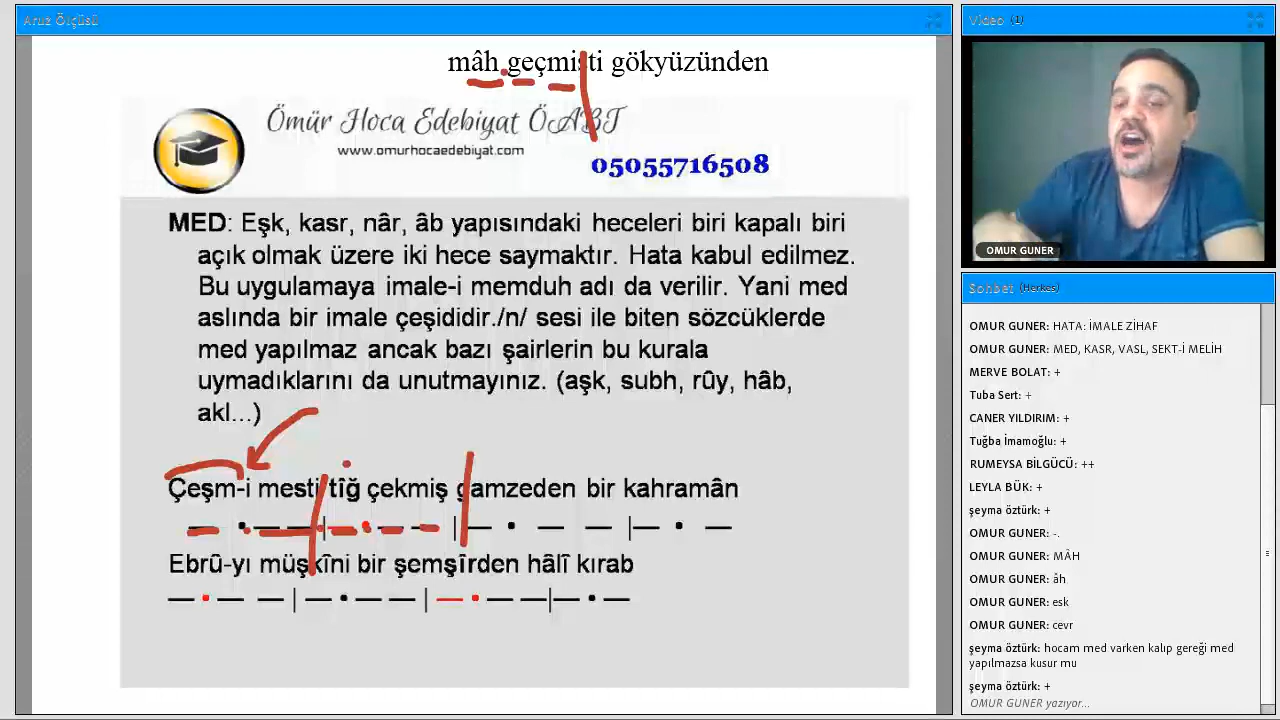 Aruz Ölçüsü
mâh geçmişti gökyüzünden
Ömür Hoca Edebiyat ÖABT
www.omurhocaedebiyat.com
05055716508
MED: Eşk, kasr, nâr, âb yapısındaki heceleri biri kapalı biri
açık olmak üzere iki hece saymaktır. Hata kabul edilmez.
Bu uygulamaya imale-i memduh adı da verilir. Yani med
aslında bir imale çeşididir./n/ sesi ile biten sözcüklerde
med yapılmaz ancak bazı şairlerin bu kurala
uymadıklarını da unutmayınız. (aşk, subh, rûy, hâb,
akl...)
Çeşm-i mesti tîğ çekmiş gamzeden bir kahramân
— . — — | — . — — | — . — — | — . —
Ebrû-yı müşkîni bir şemşîrden hâlî kırab
— . — — | — . — — | — . — — | — . —
Video (1)
OMUR GUNER
Sohbet (Herkes)
OMUR GUNER: HATA: İMALE ZİHAF
OMUR GUNER: MED, KASR, VASL, SEKT-İ MELİH
MERVE BOLAT: +
Tuba Sert: +
CANER YILDIRIM: +
Tuğba İmamoğlu: +
RUMEYSA BİLGÜCÜ: ++
LEYLA BÜK: +
şeyma öztürk: +
OMUR GUNER: -.
OMUR GUNER: MÂH
OMUR GUNER: âh
OMUR GUNER: esk
OMUR GUNER: cevr
şeyma öztürk: hocam med varken kalıp gereği med
yapılmazsa kusur mu
şeyma öztürk: +
OMUR GUNER yazıyor...